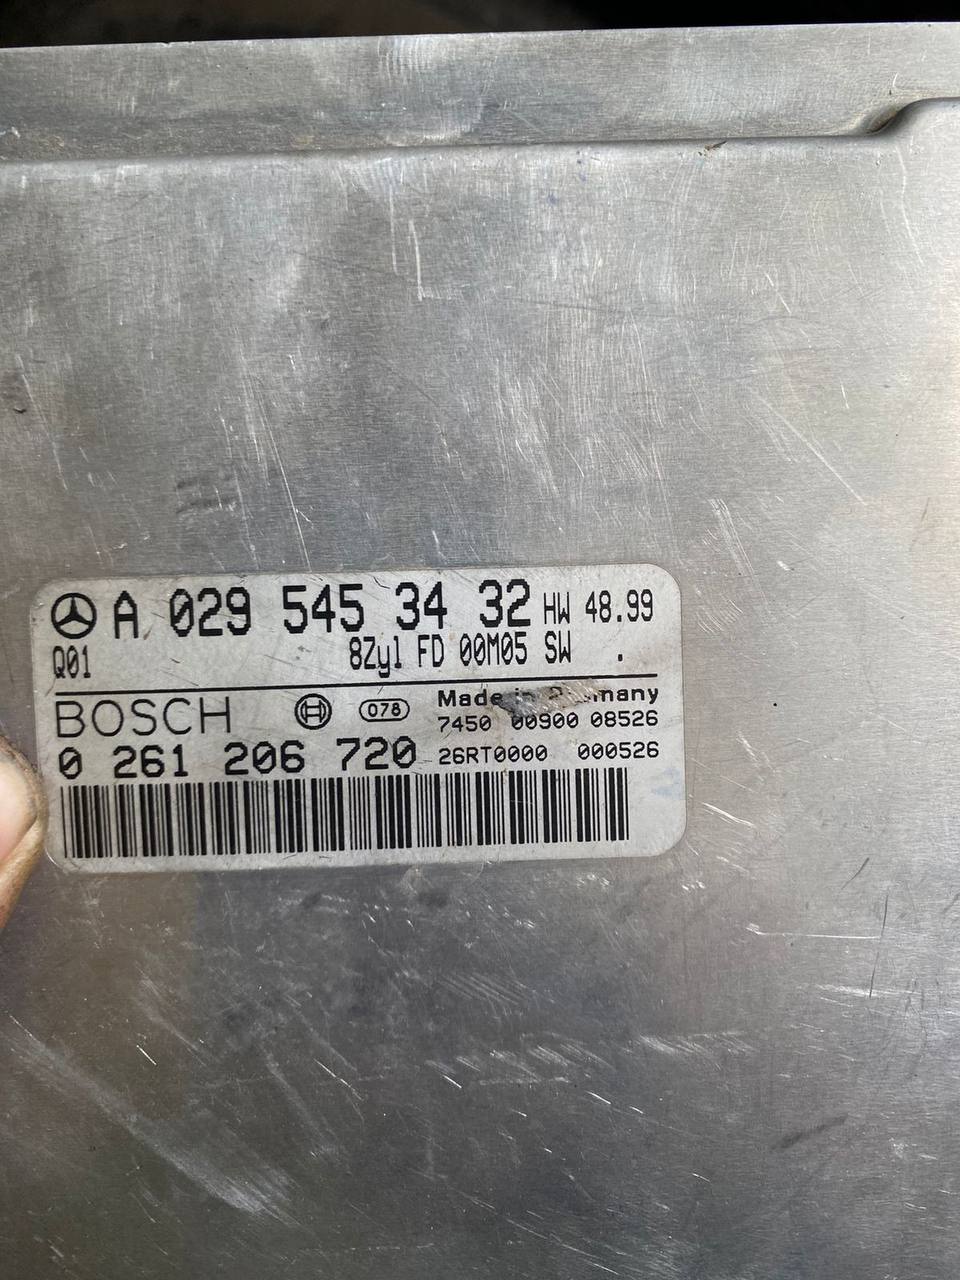 A 029 545 34 32 HW 48.99
Q01 8Zyl FD 00M05 SW .
BOSCH 078 Made in Germany
7450 00900 08526
0 261 206 720 26RT0000 000526